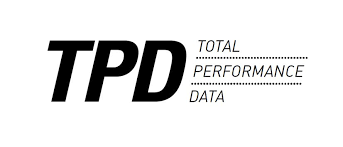 TPD
TOTAL
PERFORMANCE
DATA